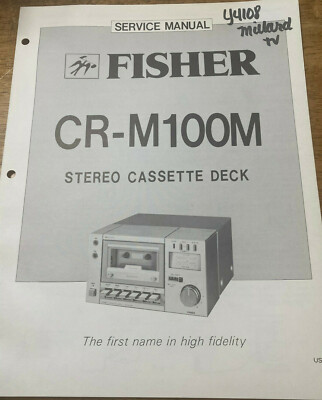 SERVICE MANUAL
Y4108
Millard
TV
FISHER
CR-M100M
STEREO CASSETTE DECK
The first name in high fidelity
US